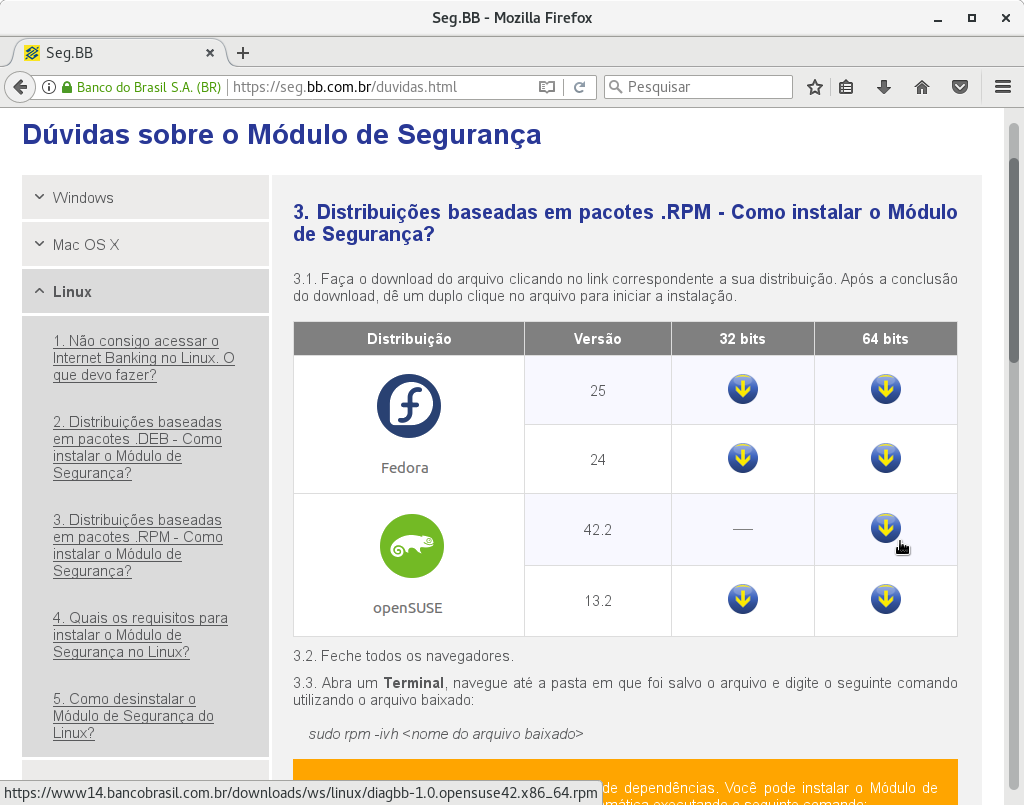 Seg.BB - Mozilla Firefox
Seg.BB
Banco do Brasil S.A. (BR)
https://seg.bb.com.br/duvidas.html
Pesquisar
Dúvidas sobre o Módulo de Segurança
Windows
Mac OS X
Linux
1. Não consigo acessar o
Internet Banking no Linux. O
que devo fazer?
2. Distribuições baseadas
em pacotes .DEB - Como
instalar o Módulo de
Segurança?
3. Distribuições baseadas
em pacotes .RPM - Como
instalar o Módulo de
Segurança?
4. Quais os requisitos para
instalar o Módulo de
Segurança no Linux?
5. Como desinstalar o
Módulo de Segurança do
Linux?
3. Distribuições baseadas em pacotes .RPM - Como instalar o Módulo
de Segurança?
3.1. Faça o download do arquivo clicando no link correspondente a sua distribuição. Após a conclusão
do download, dê um duplo clique no arquivo para iniciar a instalação.
Distribuição Versão 32 bits 64 bits
25
Fedora
24
42.2 —
openSUSE
13.2
3.2. Feche todos os navegadores.
3.3. Abra um Terminal, navegue até a pasta em que foi salvo o arquivo e digite o seguinte comando
utilizando o arquivo baixado:
sudo rpm -ivh <nome do arquivo baixado>
de dependências. Você pode instalar o Módulo de
executando o seguinte comando:
https://www14.bancobrasil.com.br/downloads/ws/linux/diagbb-1.0.opensuse42.x86_64.rpm